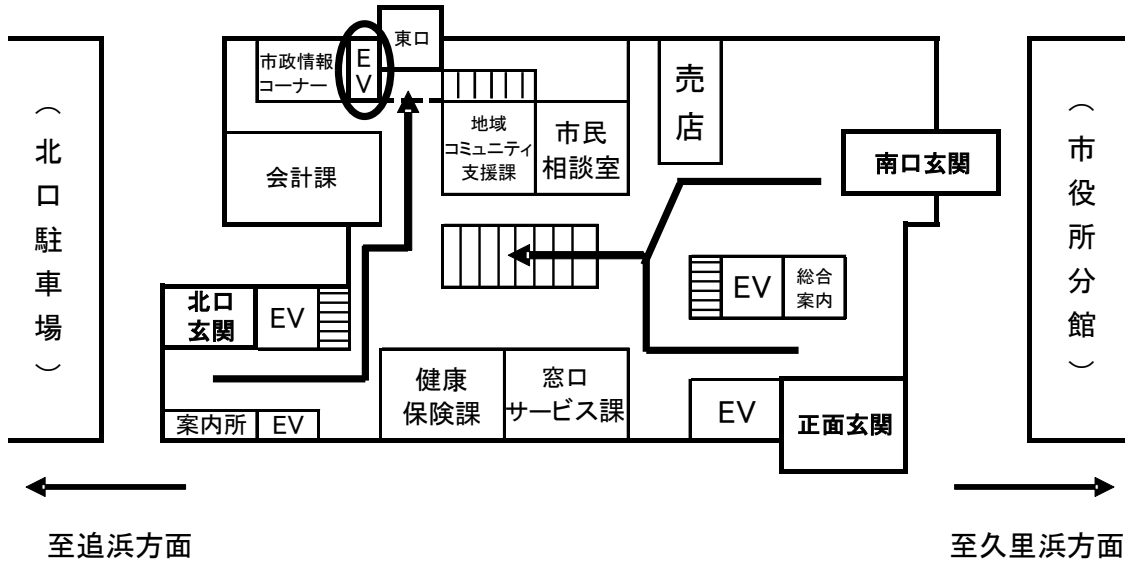 東口
市政情報
コーナー
EV
売店
地域
コミュニティ
支援課
市民
相談室
会計課
南口玄関
(北口駐車場)
(市役所分館)
北口
玄関
EV
EV
総合
案内
健康
保険課
窓口
サービス課
案内所
EV
EV
正面玄関
至追浜方面
至久里浜方面